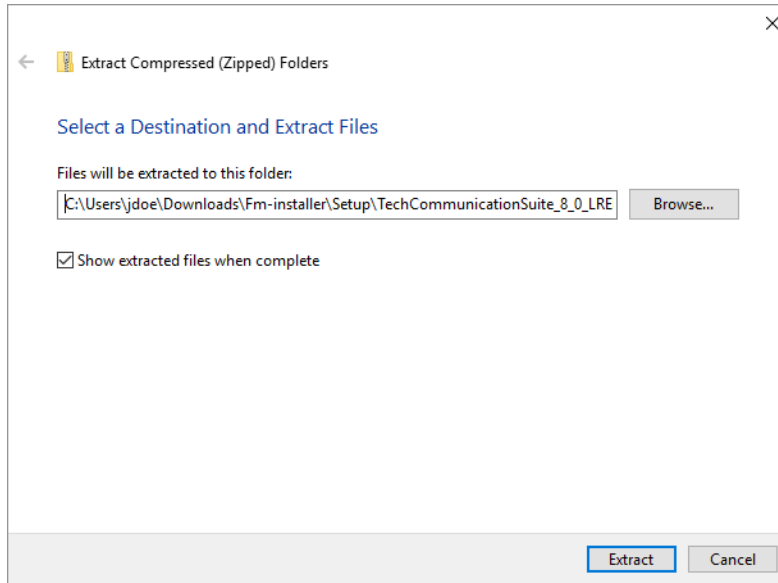 Extract Compressed (Zipped) Folders
Select a Destination and Extract Files
Files will be extracted to this folder:
C:\Users\jdoe\Downloads\Fm-installer\Setup\TechCommunicationSuite_8_0_LRE
Browse...
Show extracted files when complete
Extract
Cancel